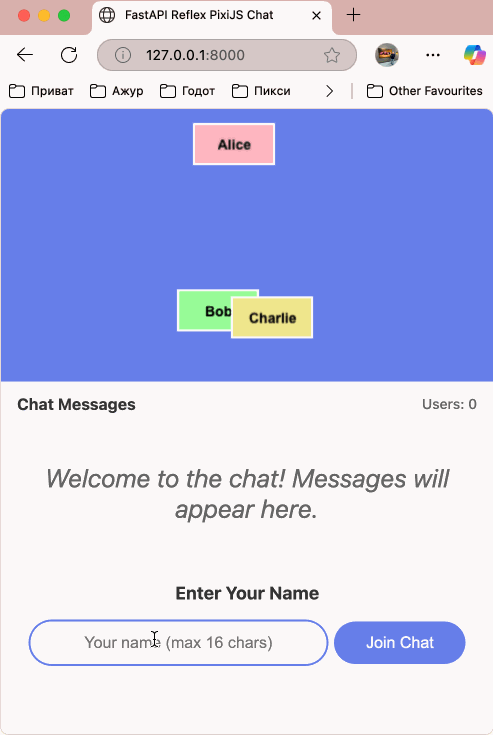 FastAPI Reflex PixiJS Chat
127.0.0.1:8000
Приват Ажур Годот Пикси Other Favourites
Alice
Bob Charlie
Chat Messages Users: 0
Welcome to the chat! Messages will
appear here.
Enter Your Name
Your name (max 16 chars) Join Chat